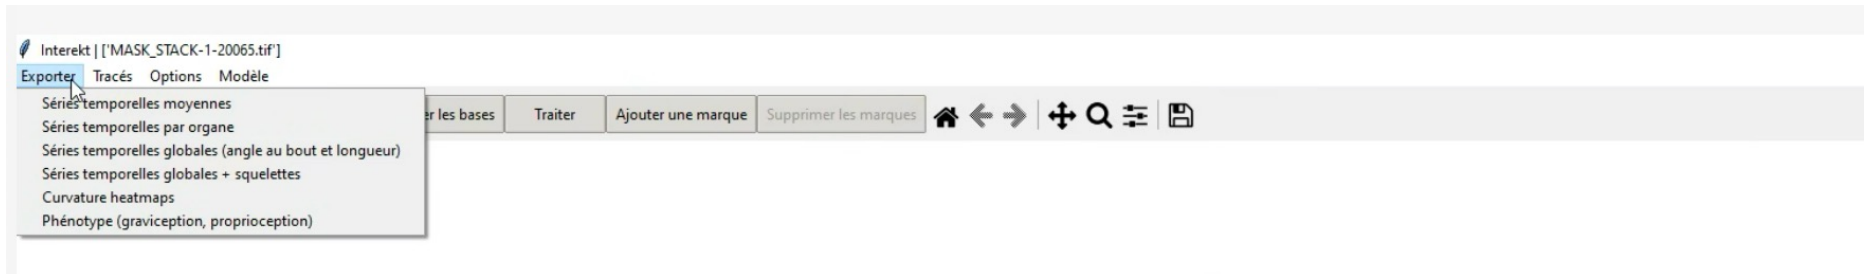 Interekt | ['MASK_STACK-1-20065.tif']
Exporter Tracés Options Modèle
Séries temporelles moyennes
Séries temporelles par organe
Séries temporelles globales (angle au bout et longueur)
Séries temporelles globales + squelettes
Curvature heatmaps
Phénotype (graviception, proprioception)
er les bases Traiter Ajouter une marque Supprimer les marques